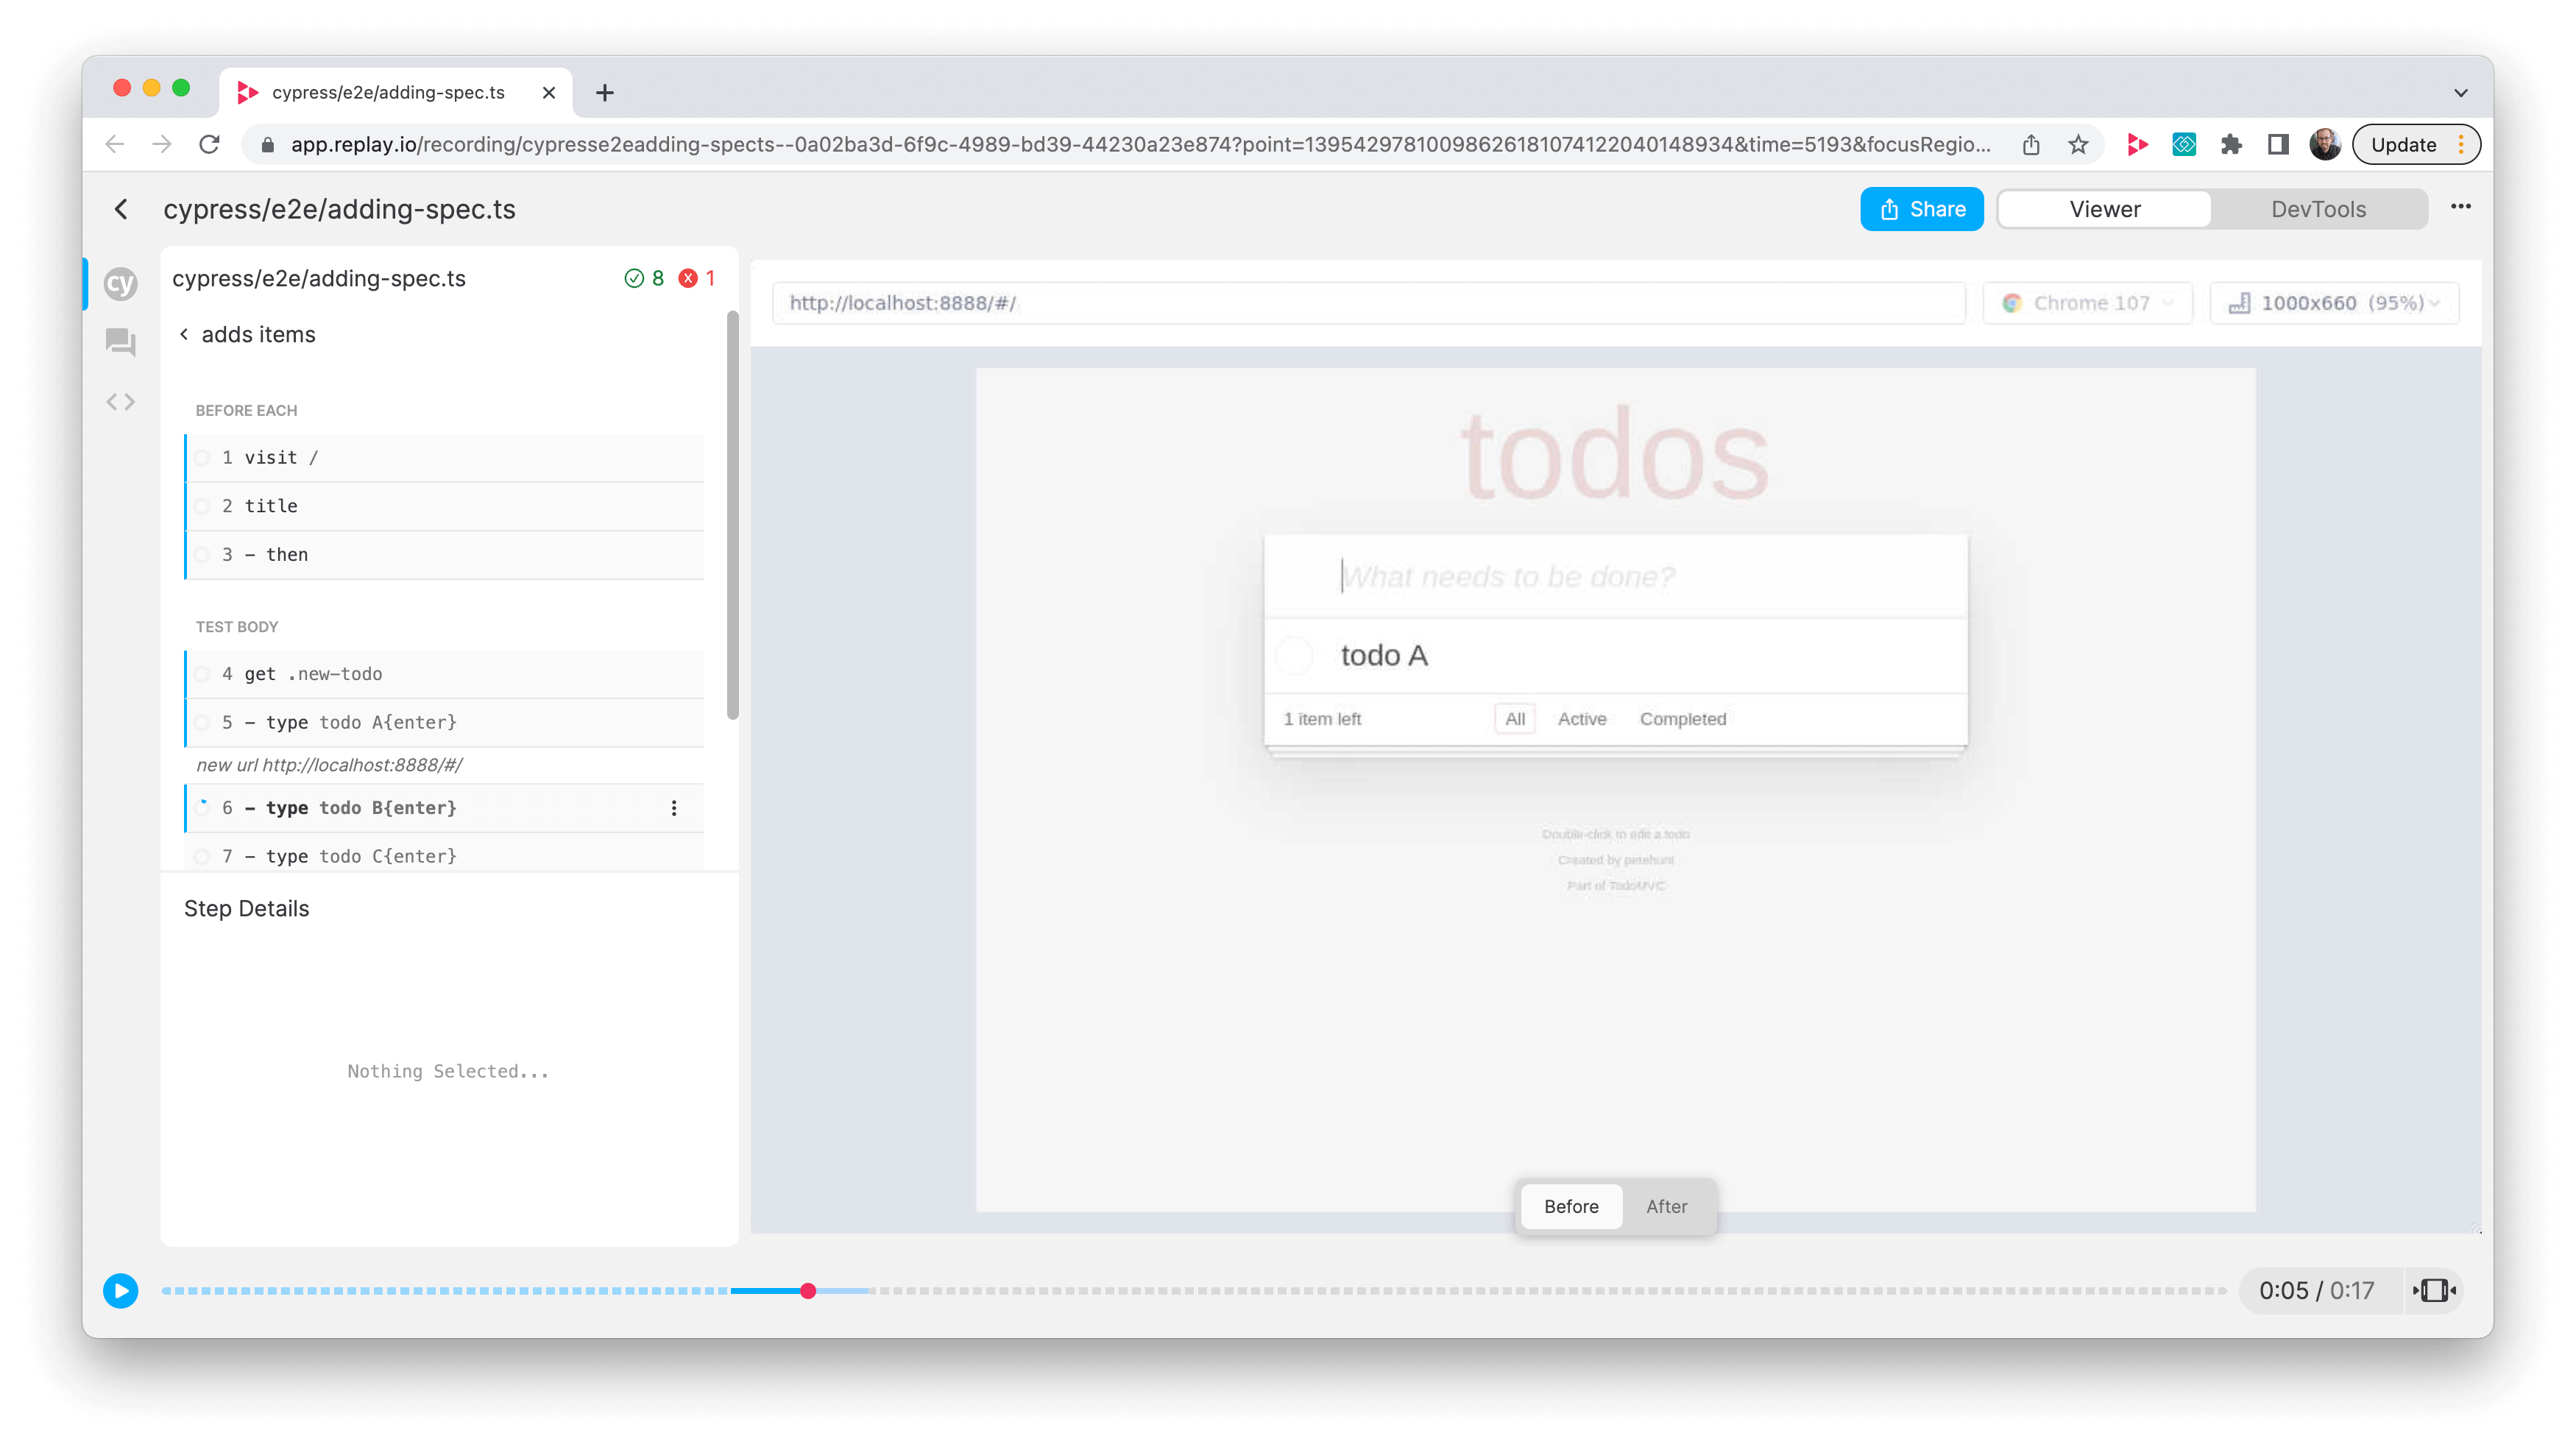 cypress/e2e/adding-spec.ts
app.replay.io/recording/cypresse2eadding-spects--0a02ba3d-6f9c-4989-bd39-44230a23e874?point=13954297810098626181074122040148934&time=5193&focusRegio...
Update
cypress/e2e/adding-spec.ts
Share
Viewer
DevTools
cy
cypress/e2e/adding-spec.ts
8
1
adds items
BEFORE EACH
1 visit /
2 title
3 - then
TEST BODY
4 get .new-todo
5 - type todo A{enter}
new url http://localhost:8888/#/
6 - type todo B{enter}
7 - type todo C{enter}
Step Details
Nothing Selected...
http://localhost:8888/#/
Chrome 107
1000x660 (95%)
todos
What needs to be done?
todo A
1 item left
All
Active
Completed
Double-click to edit a todo
Created by petehunt
Part of TodoMVC
Before
After
0:05 / 0:17